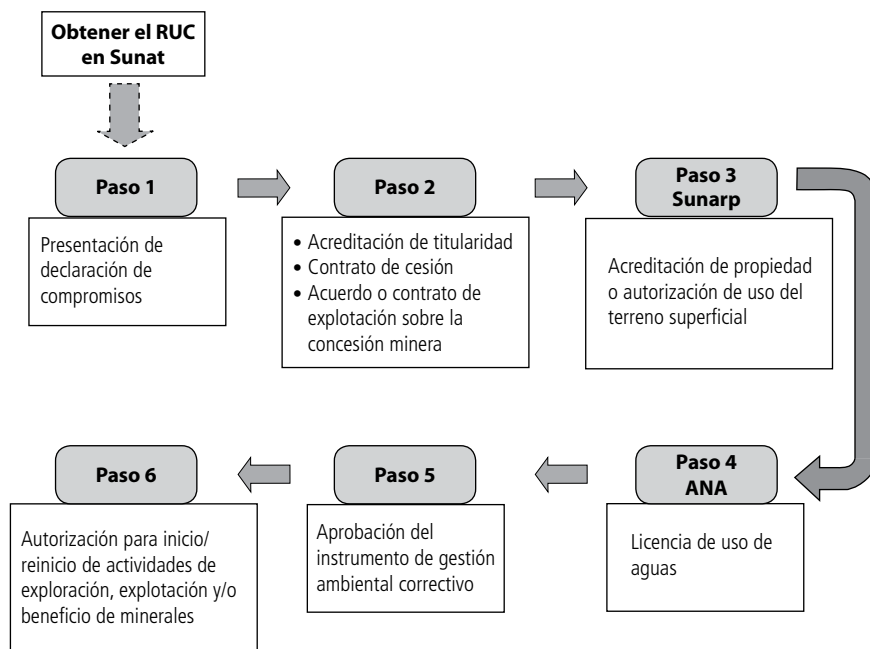 Obtener el RUC
en Sunat
Paso 1
Presentación de
declaración de
compromisos
Paso 2
• Acreditación de titularidad
• Contrato de cesión
• Acuerdo o contrato de
explotación sobre la
concesión minera
Paso 3
Sunarp
Acreditación de propiedad
o autorización de uso del
terreno superficial
Paso 4
ANA
Licencia de uso de
aguas
Paso 5
Aprobación del
instrumento de gestión
ambiental correctivo
Paso 6
Autorización para inicio/
reinicio de actividades de
exploración, explotación y/o
beneficio de minerales